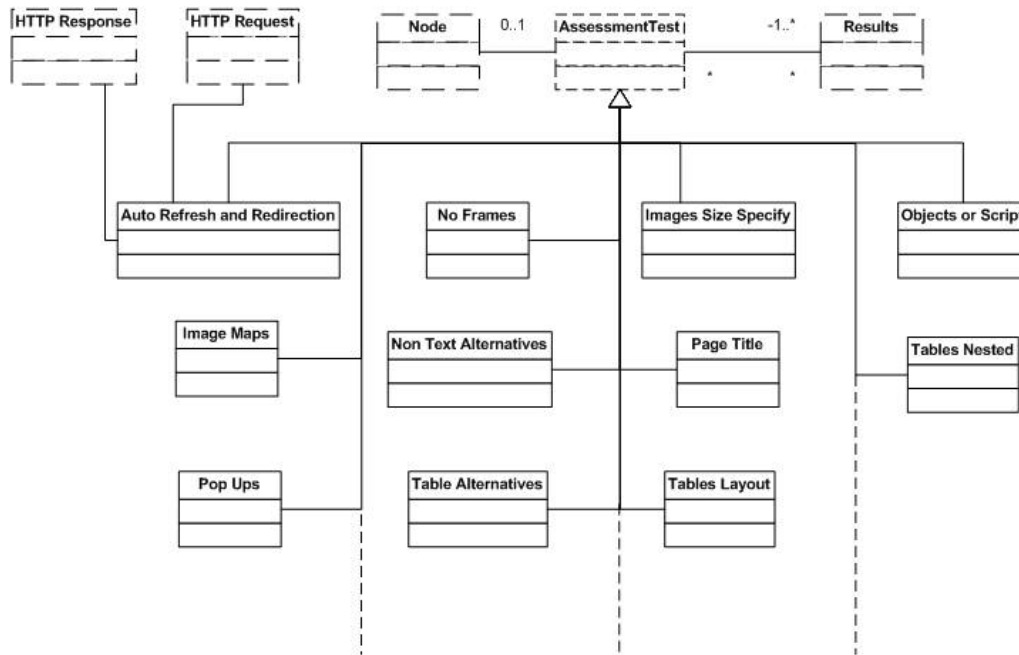 HTTP Response
HTTP Request
Node
0..1
AssessmentTest
-1..*
Results
*
*
Auto Refresh and Redirection
No Frames
Images Size Specify
Objects or Script
Image Maps
Non Text Alternatives
Page Title
Tables Nested
Pop Ups
Table Alternatives
Tables Layout